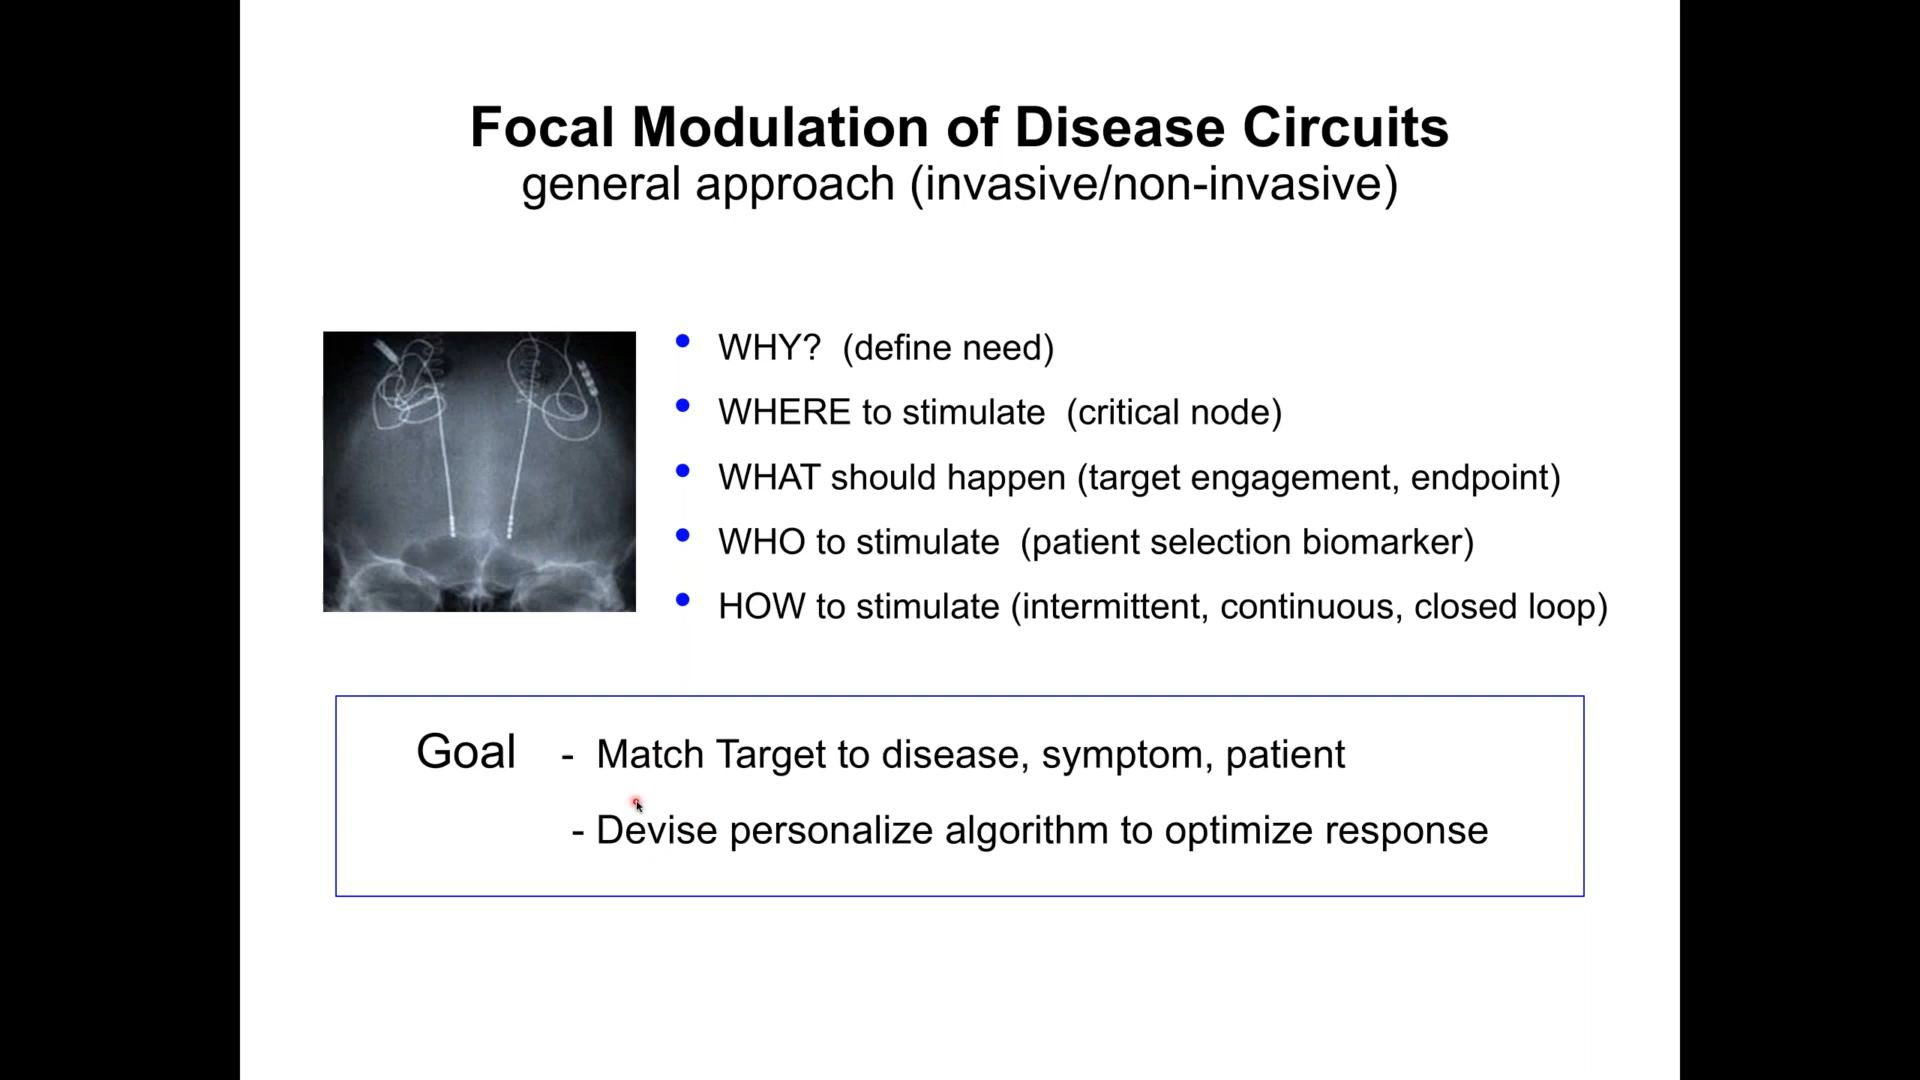 Focal Modulation of Disease Circuits
general approach (invasive/non-invasive)
WHY? (define need)
WHERE to stimulate (critical node)
WHAT should happen (target engagement, endpoint)
WHO to stimulate (patient selection biomarker)
HOW to stimulate (intermittent, continuous, closed loop)
Goal - Match Target to disease, symptom, patient
- Devise personalize algorithm to optimize response